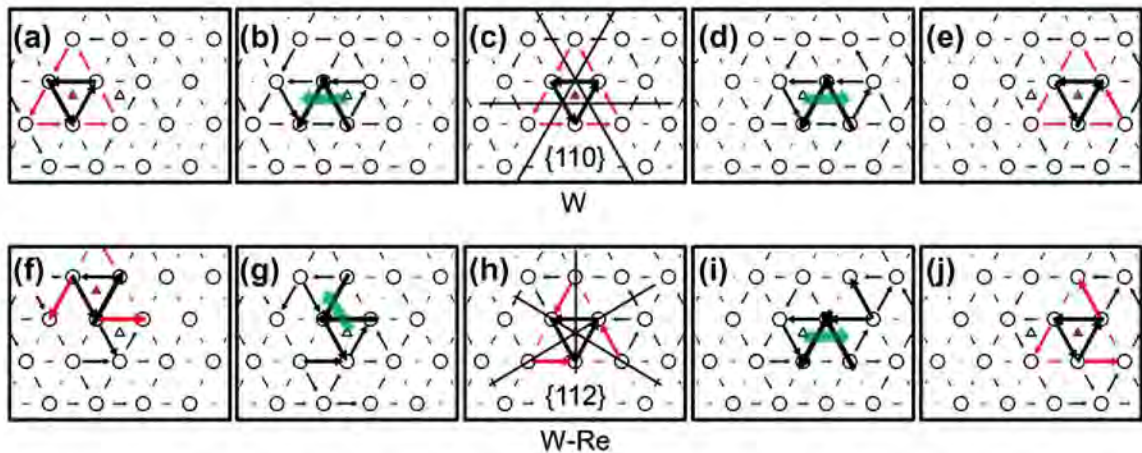 (a) (b) (c) (d) (e)
{110}
W
(f) (g) (h) (i) (j)
{112}
W-Re